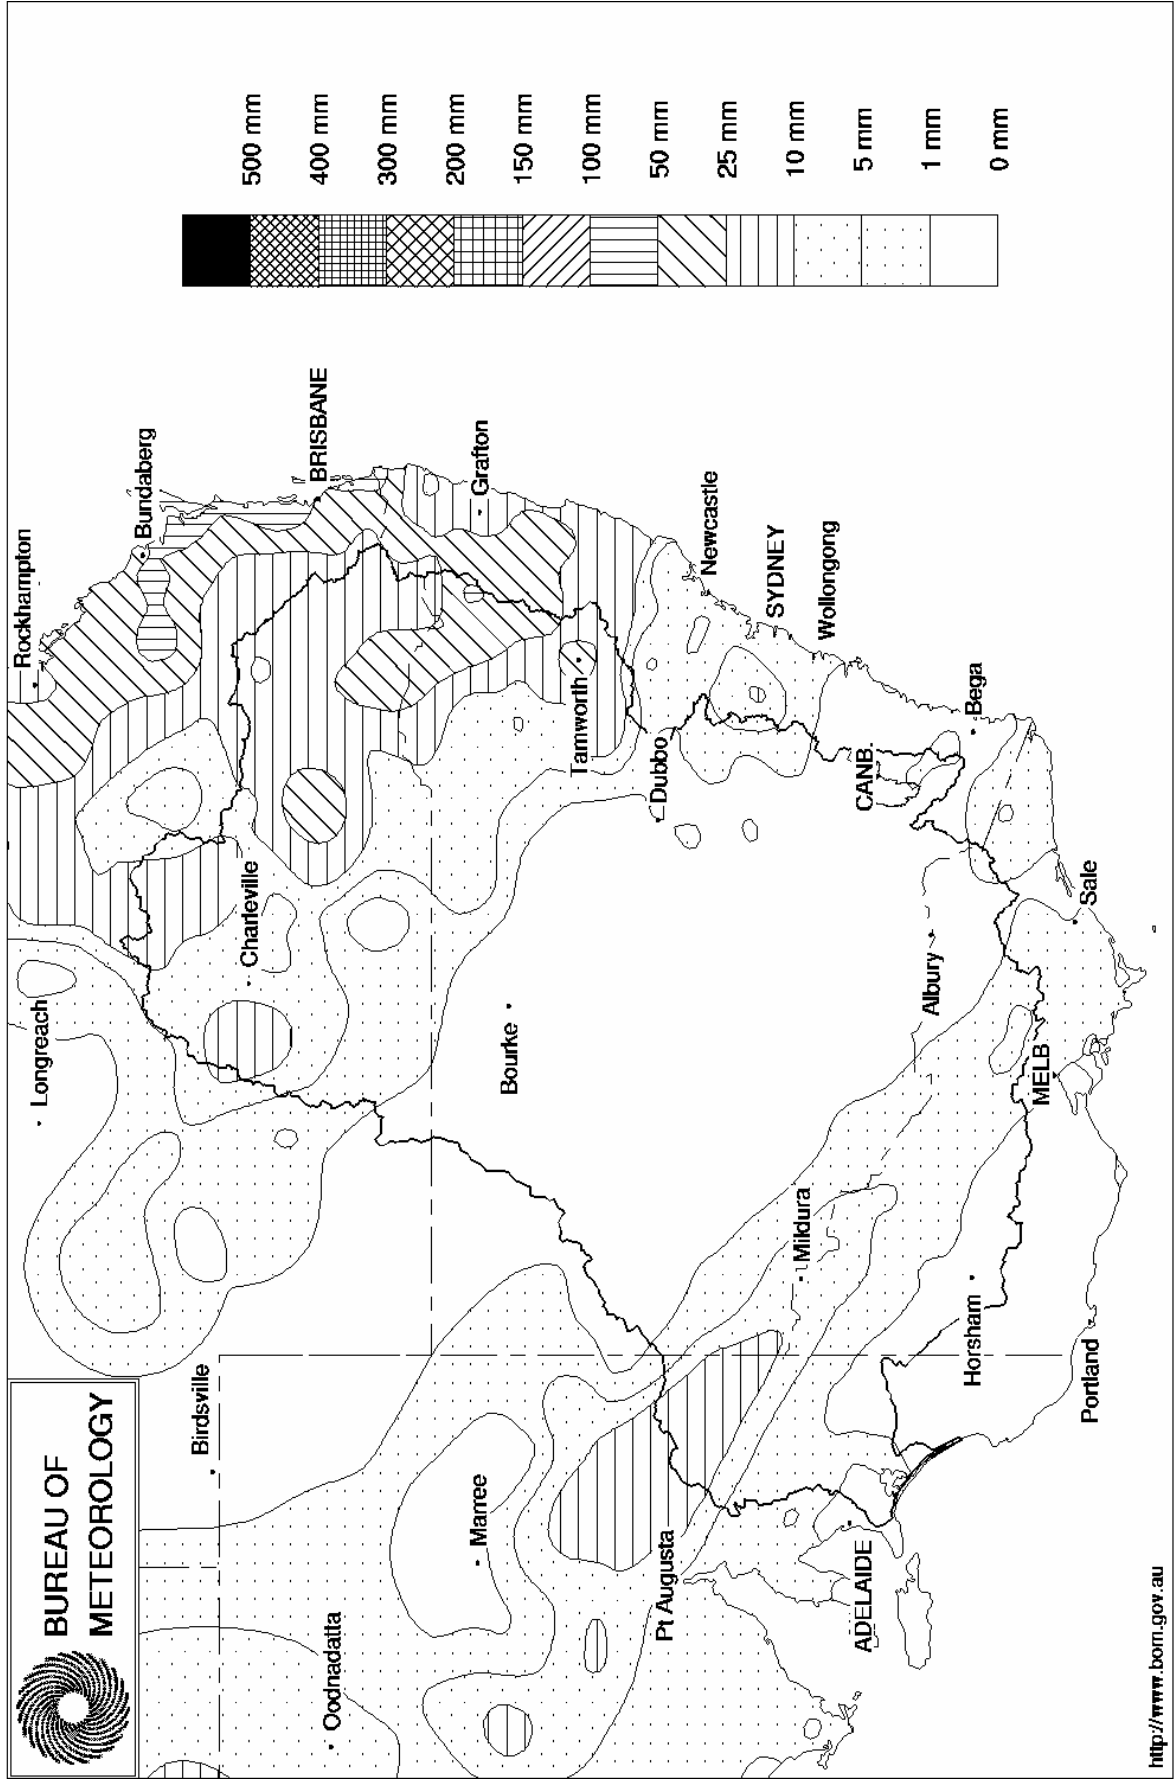 BUREAU OF
METEOROLOGY
Birdsville
Longreach
Rockhampton
Bundaberg
Charleville
BRISBANE
Oodnadatta
Marree
Bourke
Grafton
Tamworth
Pt Augusta
Dubbo
Newcastle
Mildura
SYDNEY
Wollongong
ADELAIDE
CANB.
Albury
Horsham
Bega
MELB
Portland
Sale
500 mm
400 mm
300 mm
200 mm
150 mm
100 mm
50 mm
25 mm
10 mm
5 mm
1 mm
0 mm
http://www.bom.gov.au